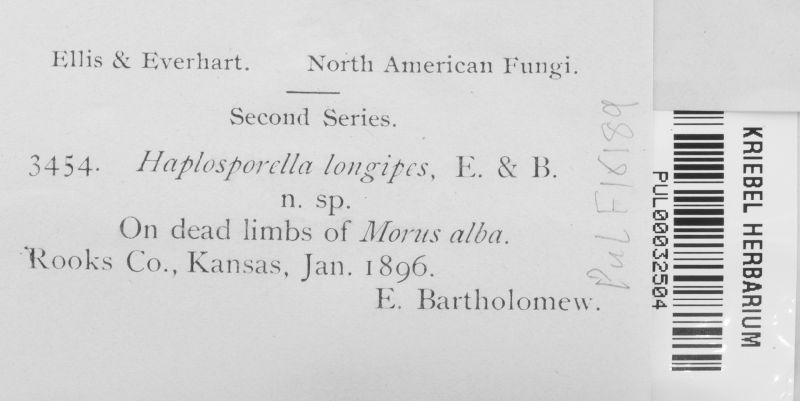 Ellis & Everhart. North American Fungi.
Second Series.
3454. Haplosporella longipes, E. & B.
n. sp.
On dead limbs of Morus alba.
Rooks Co., Kansas, Jan. 1896.
E. Bartholomew.
PUL F18189
PUL00032504
KRIEBEL HERBARIUM